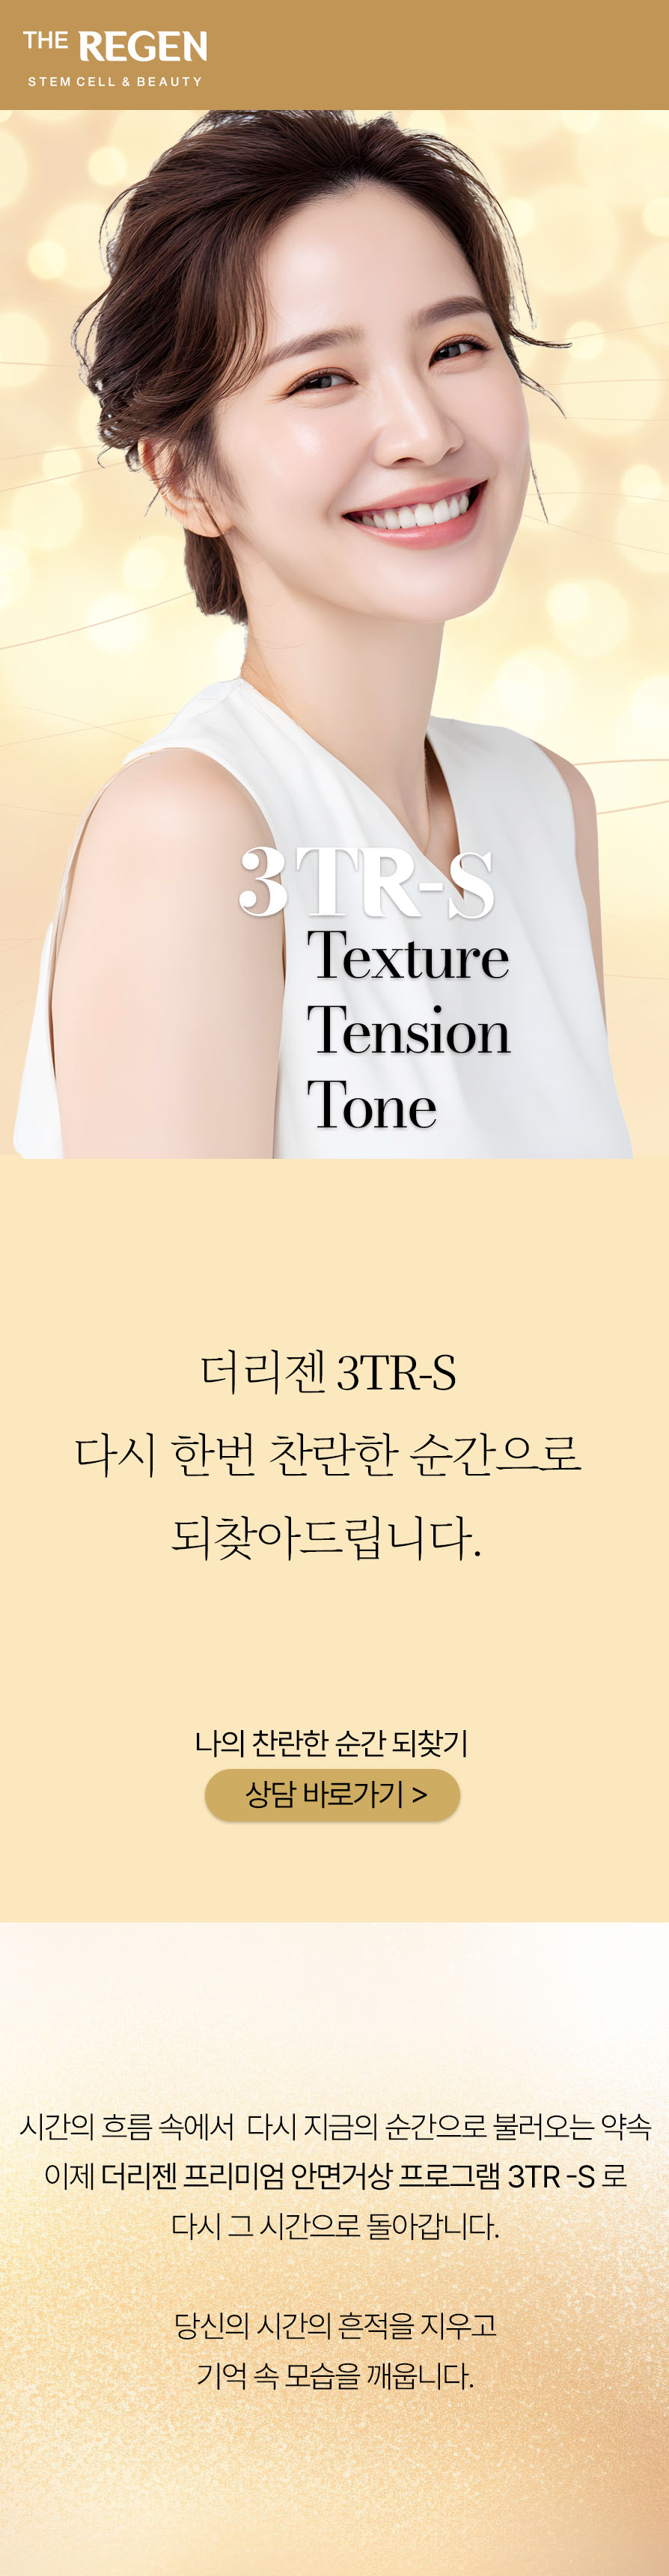 THE REGEN
STEM CELL & BEAUTY
3TR-S
Texture
Tension
Tone
더리젠 3TR-S
다시 한번 찬란한 순간으로
되찾아드립니다.
나의 찬란한 순간 되찾기
상담 바로가기 >
시간의 흐름 속에서 다시 지금의 순간으로 불러오는 약속
이제 더리젠 프리미엄 안면거상 프로그램 3TR -S 로
다시 그 시간으로 돌아갑니다.
당신의 시간의 흔적을 지우고
기억 속 모습을 깨웁니다.